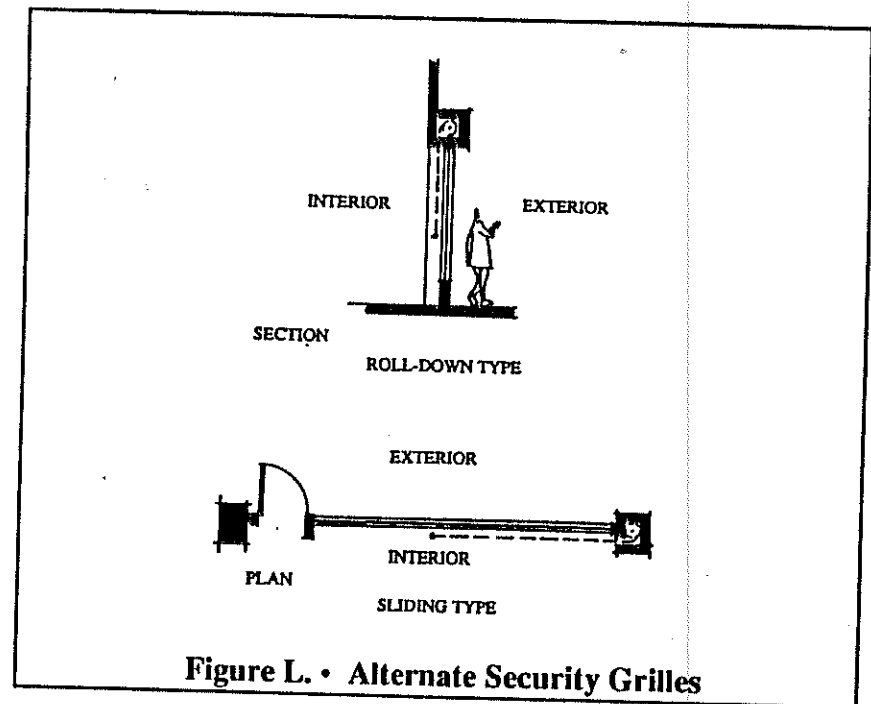 INTERIOR
EXTERIOR
SECTION
ROLL-DOWN TYPE
EXTERIOR
INTERIOR
PLAN
SLIDING TYPE
Figure L. • Alternate Security Grilles